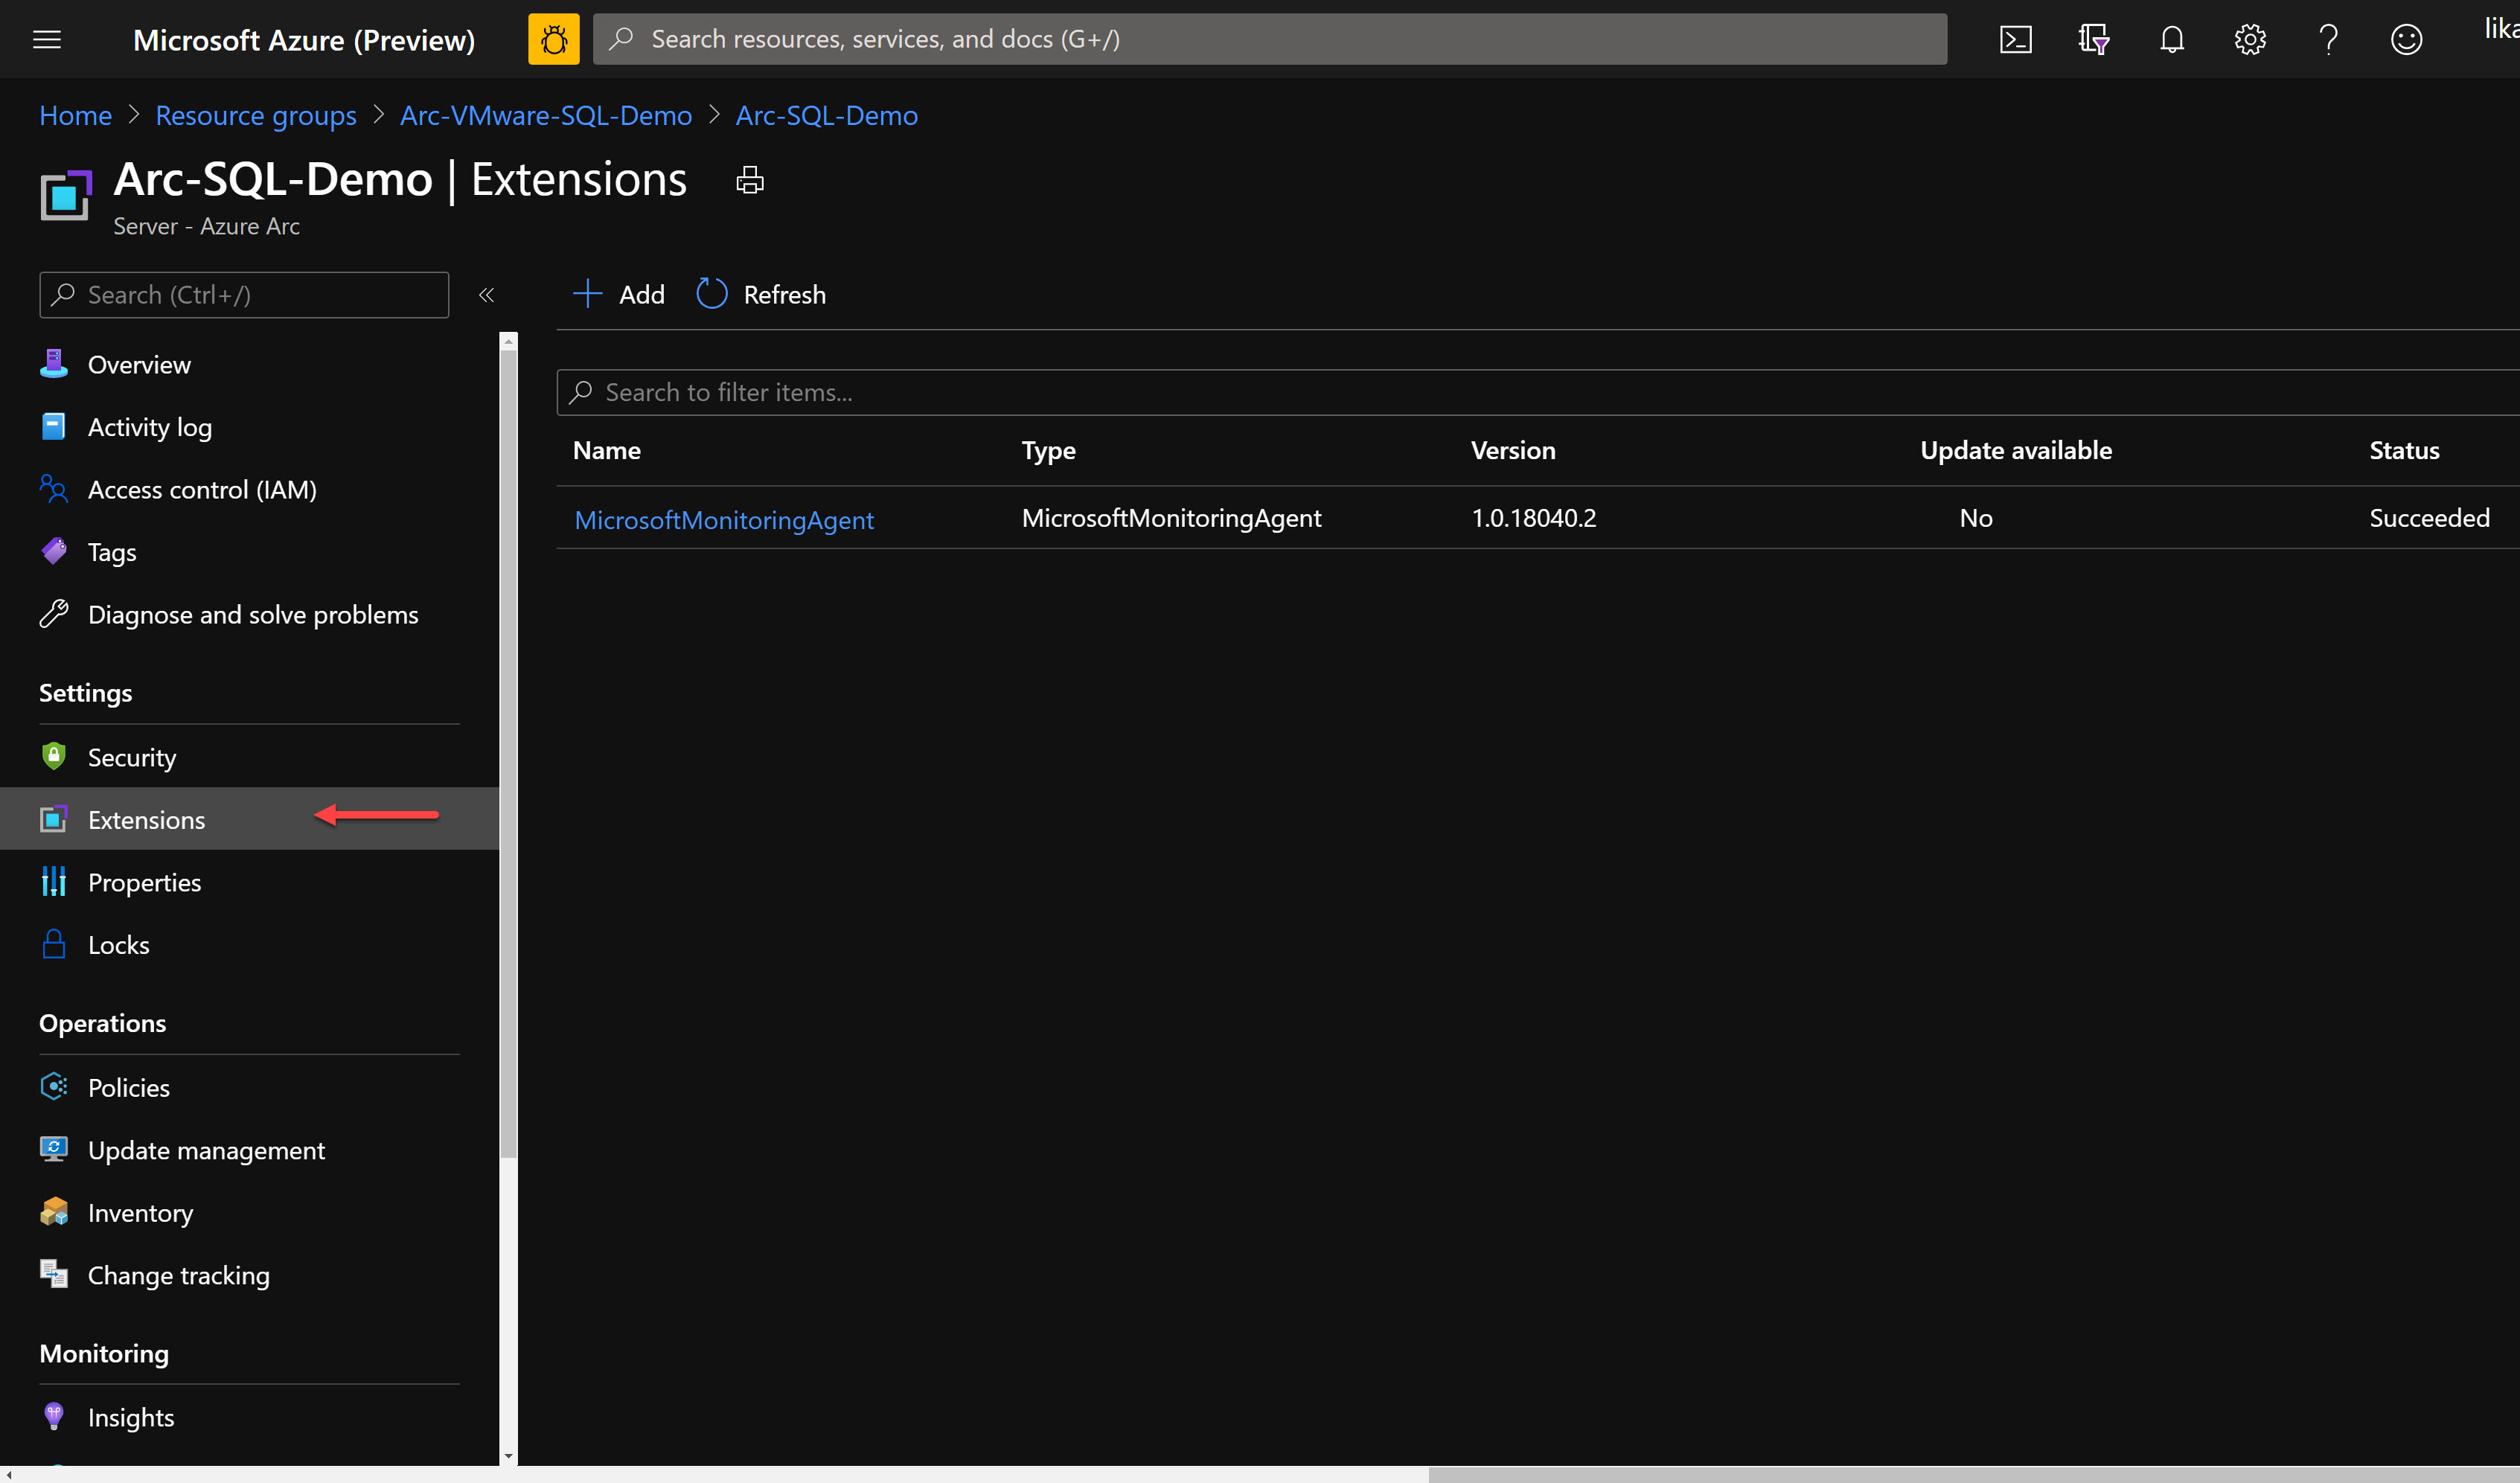 Microsoft Azure (Preview)
Search resources, services, and docs (G+/)
Home > Resource groups > Arc-VMware-SQL-Demo > Arc-SQL-Demo
Arc-SQL-Demo | Extensions
Server - Azure Arc
Search (Ctrl+/)
«
Add
Refresh
Overview
Activity log
Access control (IAM)
Tags
Diagnose and solve problems
Settings
Security
Extensions
Properties
Locks
Operations
Policies
Update management
Inventory
Change tracking
Monitoring
Insights
Search to filter items...
Name Type Version Update available Status
MicrosoftMonitoringAgent MicrosoftMonitoringAgent 1.0.18040.2 No Succeeded